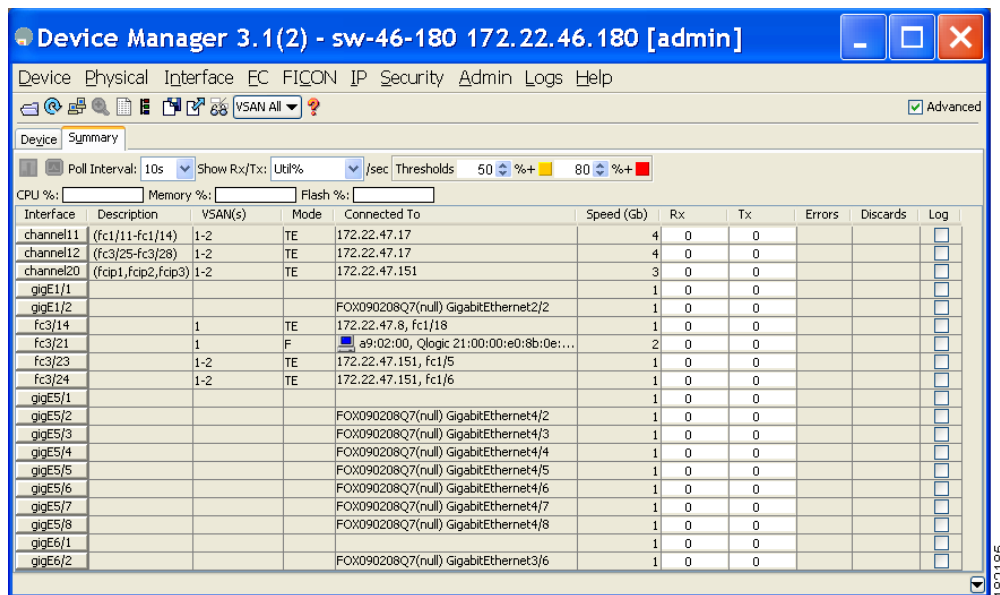 Device Manager 3.1(2) - sw-46-180 172.22.46.180 [admin]
Device Physical Interface FC FICON IP Security Admin Logs Help
VSAN All Advanced
Device Summary
Poll Interval: 10s Show Rx/Tx: Util% /sec Thresholds 50 %+ 80 %+
CPU %: Memory %: Flash %:
Interface Description VSAN(s) Mode Connected To Speed (Gb) Rx Tx Errors Discards Log
channel11 (fc1/11-fc1/14) 1-2 TE 172.22.47.17 4 0 0
channel12 (fc3/25-fc3/28) 1-2 TE 172.22.47.17 4 0 0
channel20 (fcip1,fcip2,fcip3) 1-2 TE 172.22.47.151 3 0 0
gigE1/1 1 0 0
gigE1/2 FOX090208Q7(null) GigabitEthernet2/2 1 0 0
fc3/14 1 TE 172.22.47.8, fc1/18 1 0 0
fc3/21 1 F a9:02:00, Qlogic 21:00:00:e0:8b:0e:... 2 0 0
fc3/23 1-2 TE 172.22.47.151, fc1/5 1 0 0
fc3/24 1-2 TE 172.22.47.151, fc1/6 1 0 0
gigE5/1 1 0 0
gigE5/2 FOX090208Q7(null) GigabitEthernet4/2 1 0 0
gigE5/3 FOX090208Q7(null) GigabitEthernet4/3 1 0 0
gigE5/4 FOX090208Q7(null) GigabitEthernet4/4 1 0 0
gigE5/5 FOX090208Q7(null) GigabitEthernet4/5 1 0 0
gigE5/6 FOX090208Q7(null) GigabitEthernet4/6 1 0 0
gigE5/7 FOX090208Q7(null) GigabitEthernet4/7 1 0 0
gigE5/8 FOX090208Q7(null) GigabitEthernet4/8 1 0 0
gigE6/1 1 0 0
gigE6/2 FOX090208Q7(null) GigabitEthernet3/6 1 0 0